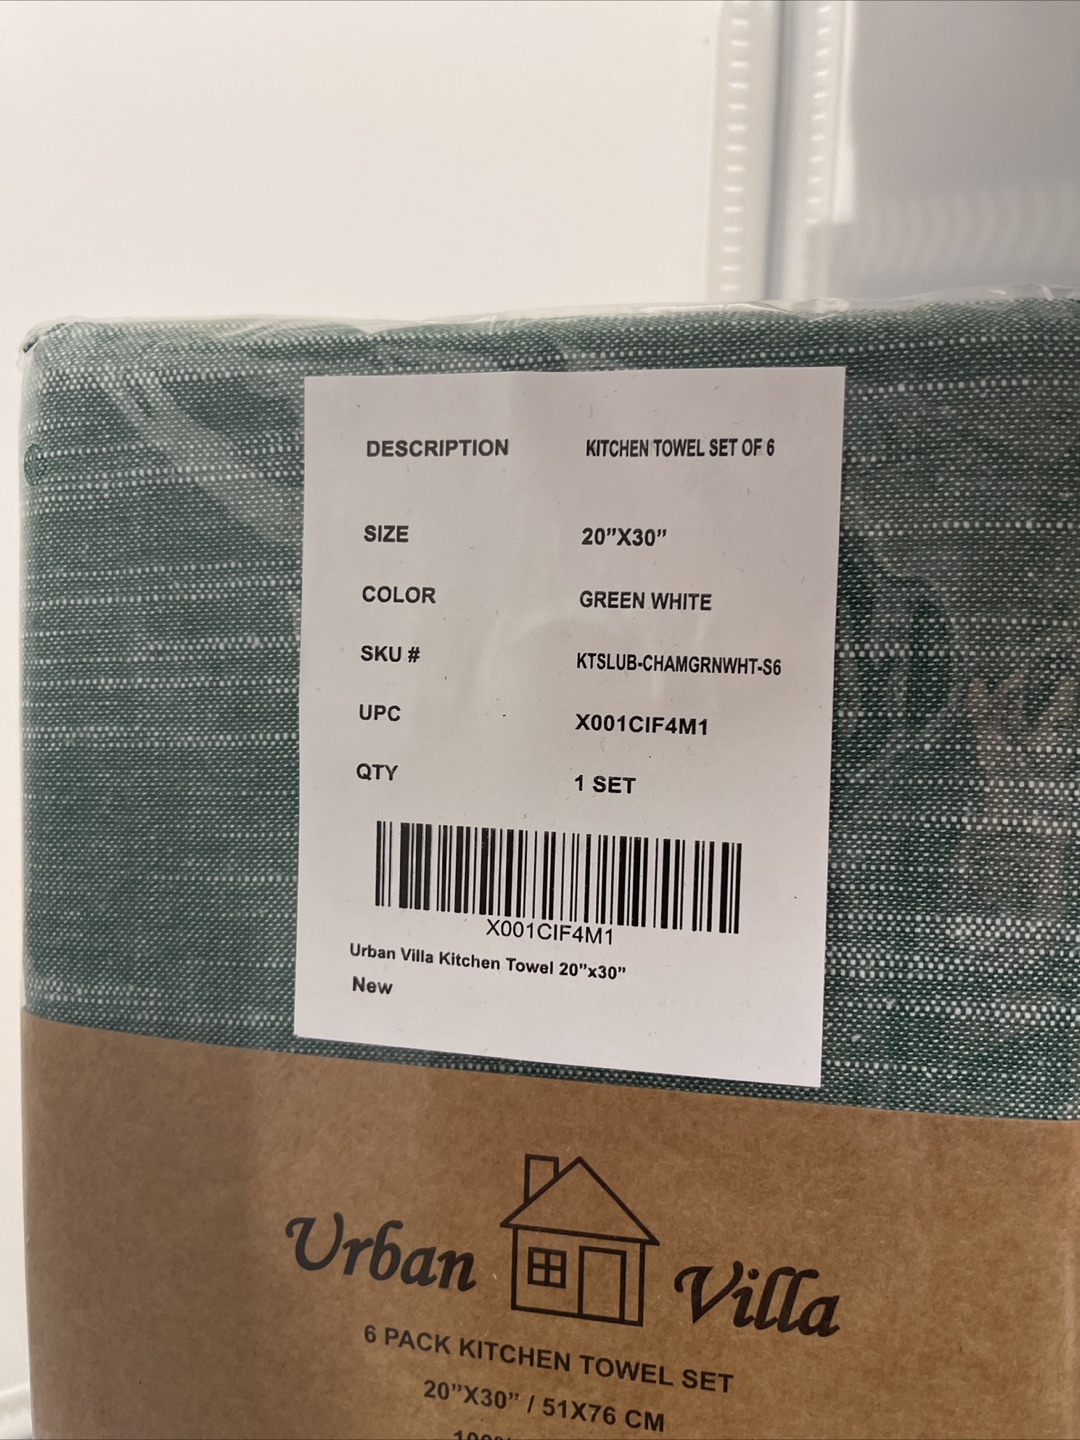 DESCRIPTION KITCHEN TOWEL SET OF 6
SIZE 20”X30”
COLOR GREEN WHITE
SKU # KTSLUB-CHAMGRNWHT-S6
UPC X001CIF4M1
QTY 1 SET
X001CIF4M1
Urban Villa Kitchen Towel 20”x30”
New
Urban Villa
6 PACK KITCHEN TOWEL SET
20”X30” / 51X76 CM